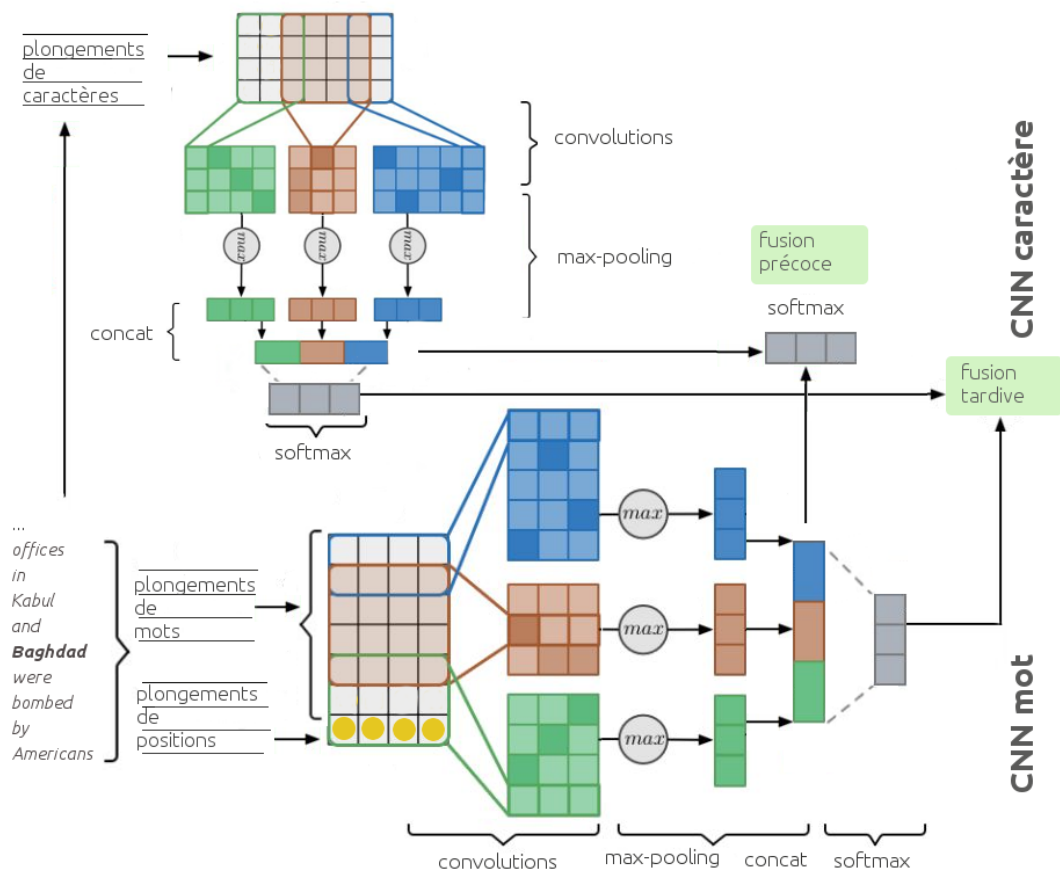 plongements
de
caractères
convolutions
max
max
max
max-pooling
concat
softmax
fusion
précoce
softmax
CNN caractère
fusion
tardive
...
offices
in
Kabul
and
Baghdad
were
bombed
by
Americans
plongements
de
mots
plongements
de
positions
max
max
max
CNN mot
convolutions
max-pooling
concat
softmax